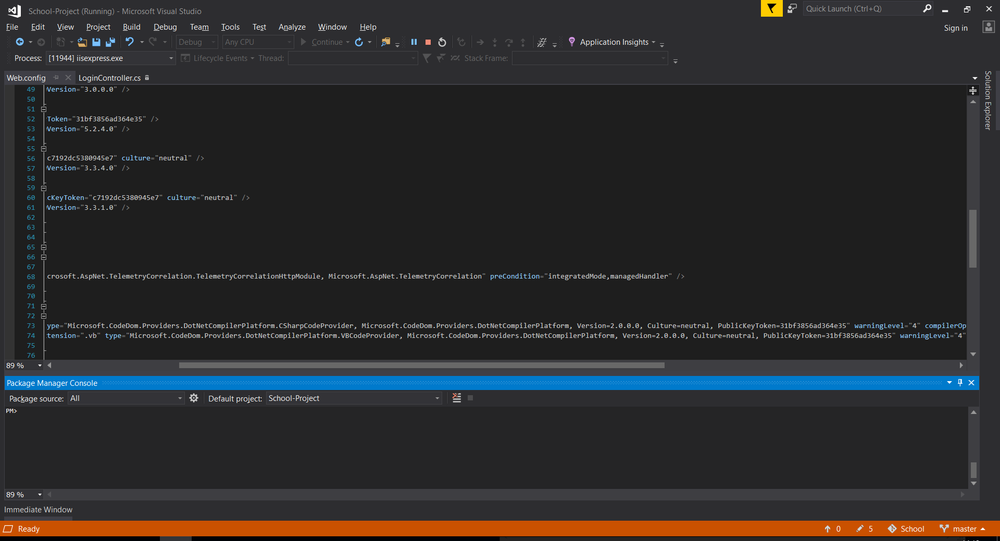 School-Project (Running) - Microsoft Visual Studio
Quick Launch (Ctrl+Q)
File Edit View Project Build Debug Team Tools Test Analyze Window Help
Sign in
Debug Any CPU Continue Application Insights
Process: [11944] iisexpress.exe Lifecycle Events Thread: Stack Frame:
Web.config LoginController.cs
Solution Explorer
49 Version="3.0.0.0" />
50
51
52 Token="31bf3856ad364e35" />
53 Version="5.2.4.0" />
54
55
56 c7192dc5380945e7" culture="neutral" />
57 Version="3.3.4.0" />
58
59
60 cKeyToken="c7192dc5380945e7" culture="neutral" />
61 Version="3.3.1.0" />
62
63
64
65
66
67
68 crosoft.AspNet.TelemetryCorrelation.TelemetryCorrelationHttpModule, Microsoft.AspNet.TelemetryCorrelation" preCondition="integratedMode,managedHandler" />
69
70
71
72
73 ype="Microsoft.CodeDom.Providers.DotNetCompilerPlatform.CSharpCodeProvider, Microsoft.CodeDom.Providers.DotNetCompilerPlatform, Version=2.0.0.0, Culture=neutral, PublicKeyToken=31bf3856ad364e35" warningLevel="4" compilerOp
74 tension=".vb" type="Microsoft.CodeDom.Providers.DotNetCompilerPlatform.VBCodeProvider, Microsoft.CodeDom.Providers.DotNetCompilerPlatform, Version=2.0.0.0, Culture=neutral, PublicKeyToken=31bf3856ad364e35" warningLevel="4"
75
76
89 %
Package Manager Console
Package source: All Default project: School-Project
PM>
89 %
Immediate Window
Ready 0 5 School master